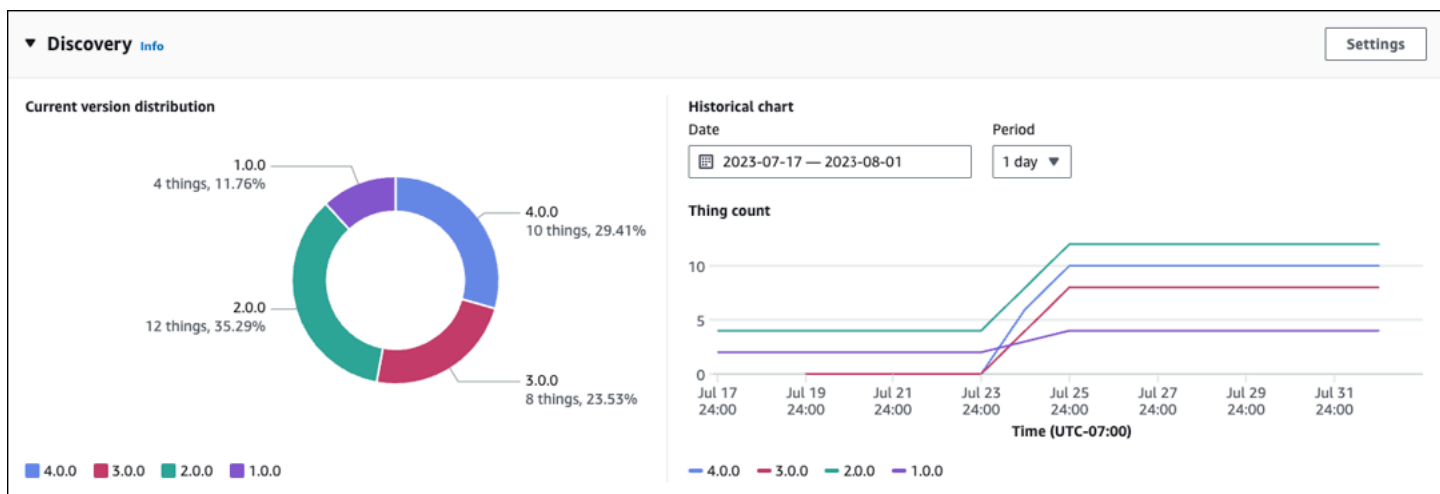 ▼ Discovery Info
Settings
Current version distribution
1.0.0
4 things, 11.76%
4.0.0
10 things, 29.41%
2.0.0
12 things, 35.29%
3.0.0
8 things, 23.53%
4.0.0 3.0.0 2.0.0 1.0.0
Historical chart
Date
Period
2023-07-17 — 2023-08-01
1 day ▼
Thing count
10
5
0
Jul 17 Jul 19 Jul 21 Jul 23 Jul 25 Jul 27 Jul 29 Jul 31
24:00 24:00 24:00 24:00 24:00 24:00 24:00 24:00
Time (UTC-07:00)
4.0.0 3.0.0 2.0.0 1.0.0